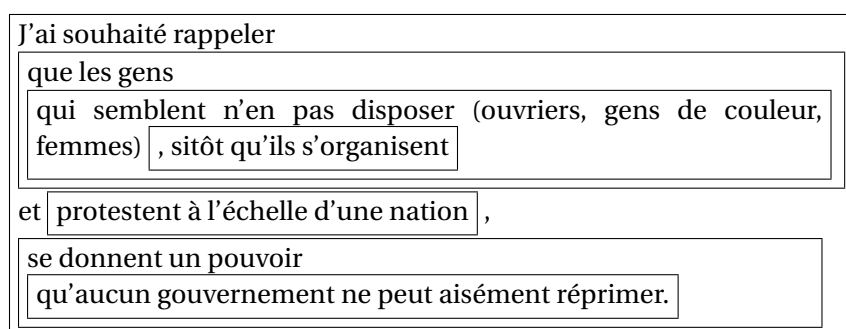 J'ai souhaité rappeler
que les gens
qui semblent n'en pas disposer (ouvriers, gens de couleur,
femmes) , sitôt qu'ils s'organisent
et protestent à l'échelle d'une nation ,
se donnent un pouvoir
qu'aucun gouvernement ne peut aisément réprimer.